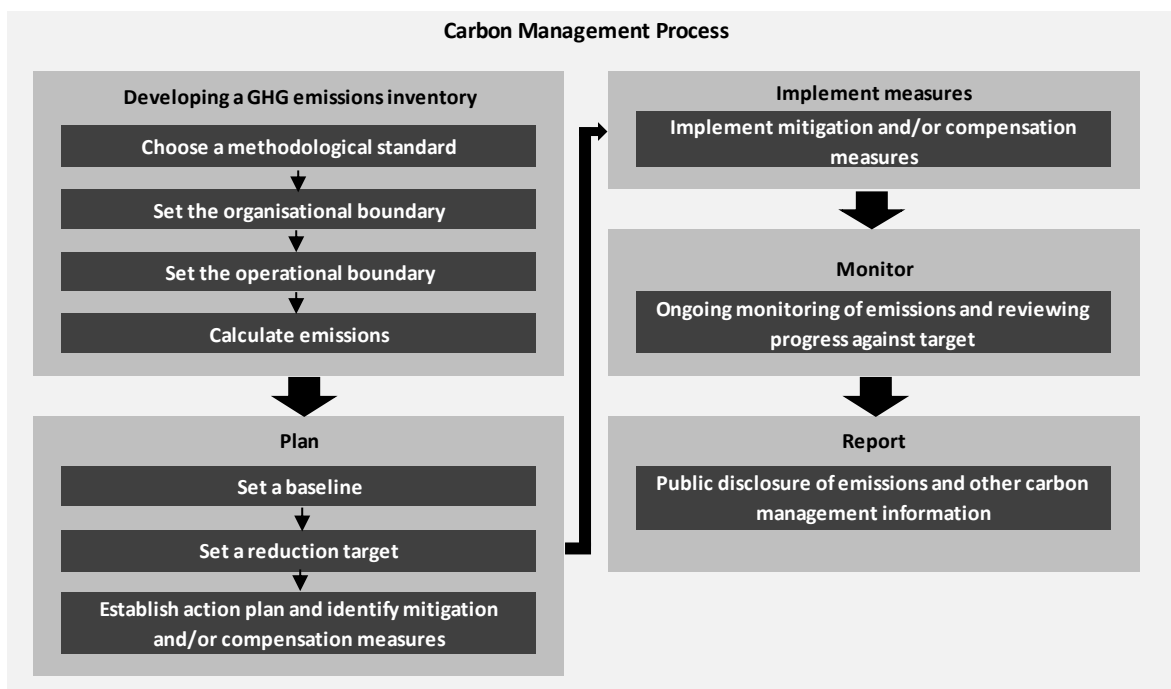 Carbon Management Process
Developing a GHG emissions inventory
Choose a methodological standard
Set the organisational boundary
Set the operational boundary
Calculate emissions
Plan
Set a baseline
Set a reduction target
Establish action plan and identify mitigation
and/or compensation measures
Implement measures
Implement mitigation and/or compensation
measures
Monitor
Ongoing monitoring of emissions and reviewing
progress against target
Report
Public disclosure of emissions and other carbon
management information